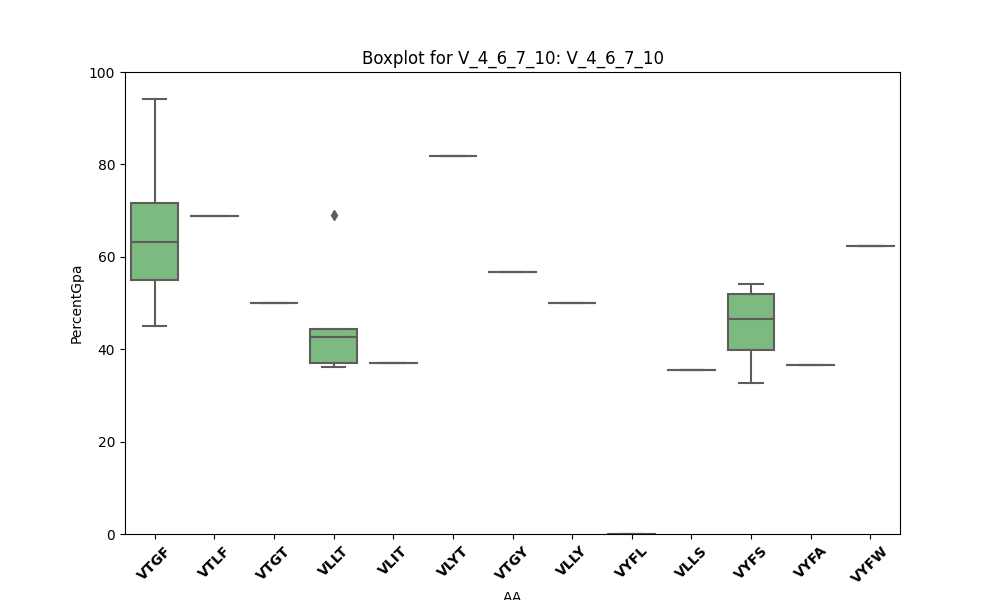 Boxplot for V_4_6_7_10: V_4_6_7_10
PercentGpa
100
80
60
40
20
0
VTGF VTLF VTGT VLLT VLIT VLYT VTGY VLLY VYFL VLLS VYFS VYFA VYFW
AA